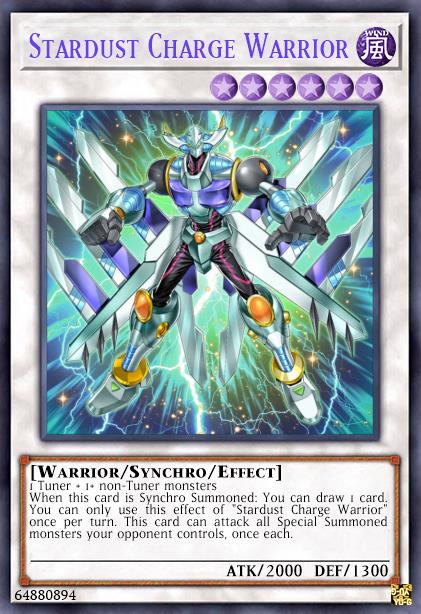 Stardust Charge Warrior
WIND
風
[Warrior/Synchro/Effect]
1 Tuner + 1+ non-Tuner monsters
When this card is Synchro Summoned: You can draw 1 card.
You can only use this effect of "Stardust Charge Warrior"
once per turn. This card can attack all Special Summoned
monsters your opponent controls, once each.
ATK/2000 DEF/1300
64880894